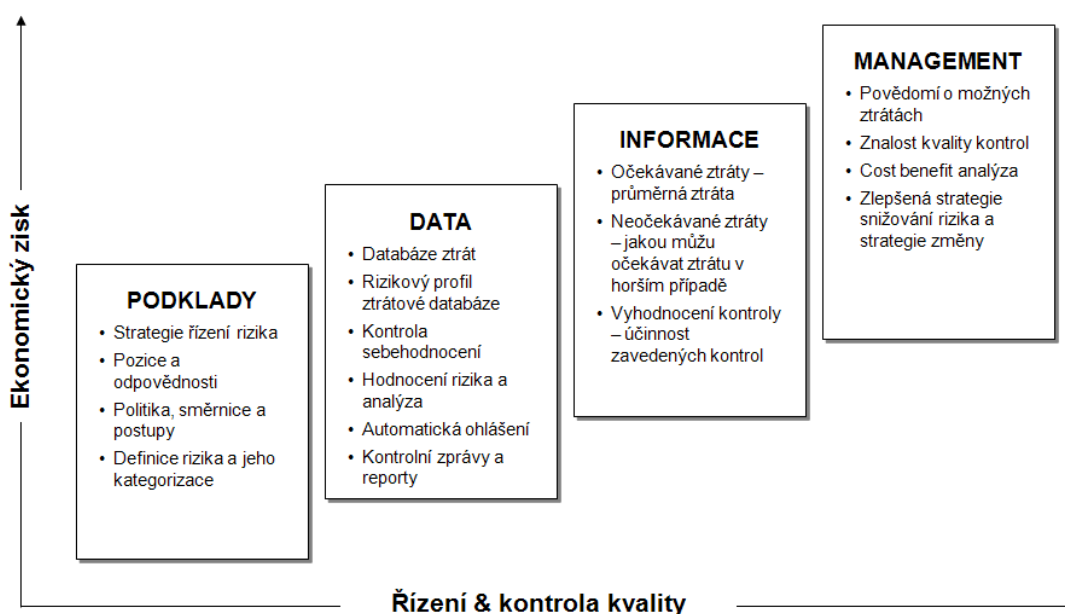 Ekonomický zisk
PODKLADY
• Strategie řízení rizika
• Pozice a
odpovědnosti
• Politika, směrnice a
postupy
• Definice rizika a jeho
kategorizace
DATA
• Databáze ztrát
• Rizikový profil
ztrátové databáze
• Kontrola
sebehodnocení
• Hodnocení rizika a
analýza
• Automatická ohlášení
• Kontrolní zprávy a
reporty
INFORMACE
• Očekávané ztráty –
průměrná ztráta
• Neočekávané ztráty
– jakou můžu
očekávat ztrátu v
horším případě
• Vyhodnocení kontroly
– účinnost
zavedených kontrol
MANAGEMENT
• Povědomí o možných
ztrátách
• Znalost kvality kontrol
• Cost benefit analýza
• Zlepšená strategie
snižování rizika a
strategie změny
Řízení & kontrola kvality